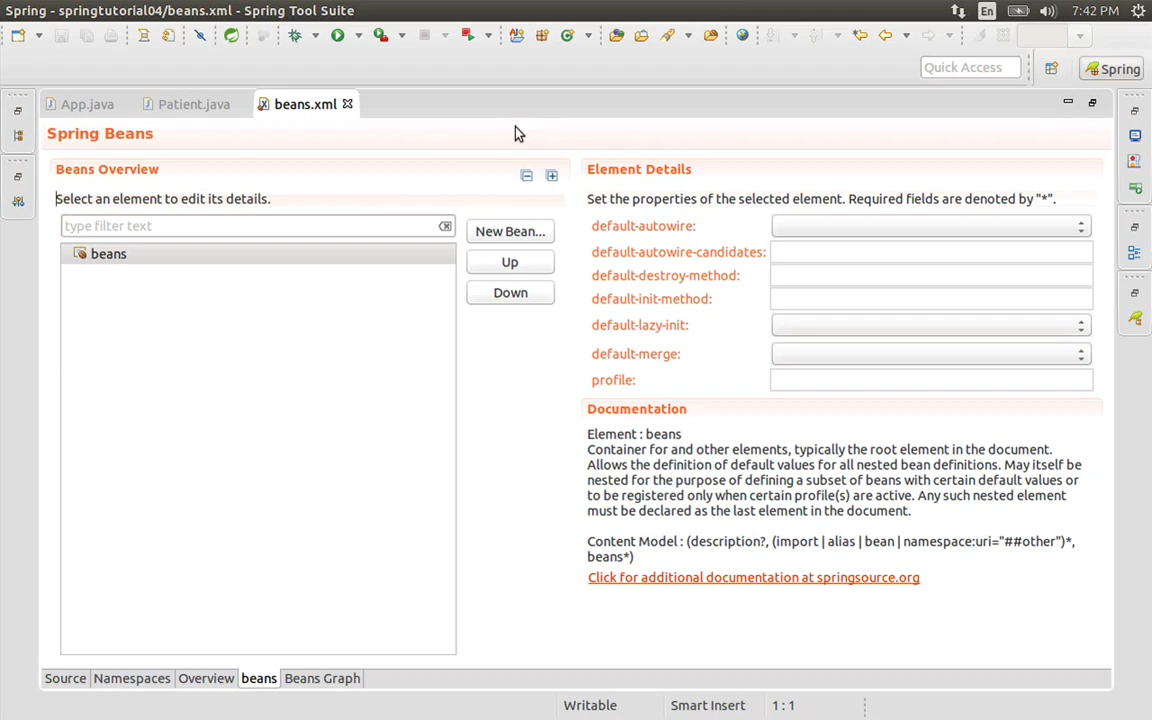 Spring - springtutorial04/beans.xml - Spring Tool Suite
En
7:42 PM
Quick Access
Spring
App.java
Patient.java
beans.xml
Spring Beans
Beans Overview
Select an element to edit its details.
type filter text
beans
New Bean...
Up
Down
Element Details
Set the properties of the selected element. Required fields are denoted by "*".
default-autowire:
default-autowire-candidates:
default-destroy-method:
default-init-method:
default-lazy-init:
default-merge:
profile:
Documentation
Element : beans
Container for and other elements, typically the root element in the document.
Allows the definition of default values for all nested bean definitions. May itself be
nested for the purpose of defining a subset of beans with certain default values or
to be registered only when certain profile(s) are active. Any such nested element
must be declared as the last element in the document.
Content Model : (description?, (import | alias | bean | namespace:uri="##other")*,
beans*)
Click for additional documentation at springsource.org
Source
Namespaces
Overview
beans
Beans Graph
Writable
Smart Insert
1 : 1